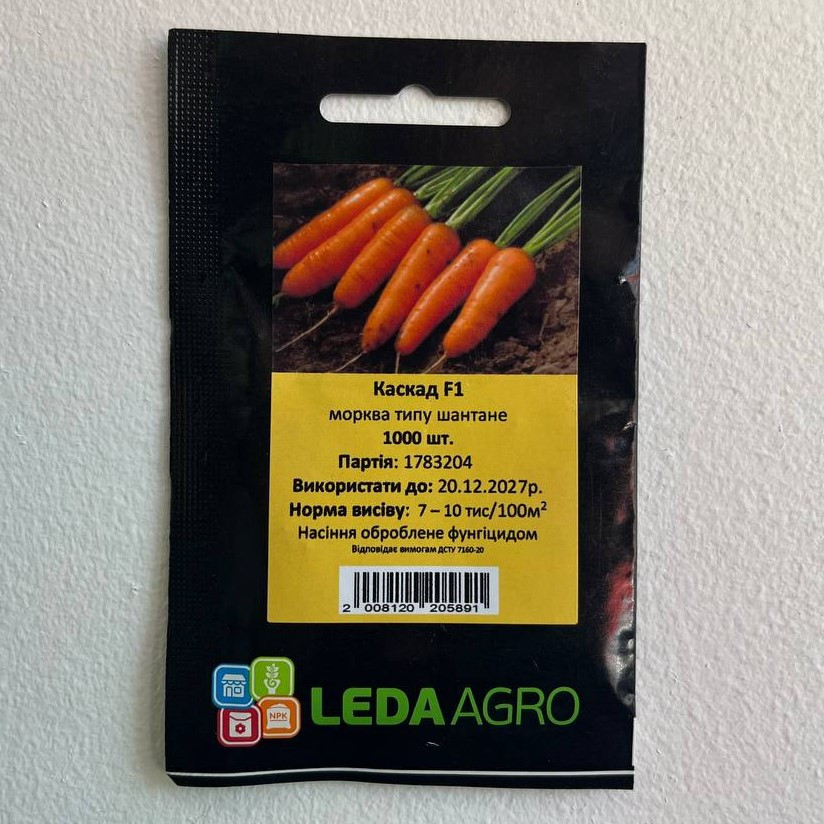 Каскад F1
морква типу шантане
1000 шт.
Партія: 1783204
Використати до: 20.12.2027р.
Норма висіву: 7 – 10 тис/100м²
Насіння оброблене фунгіцидом
Відповідає вимогам ДСТУ 7160-20
2 008120 205891
NPK
LEDA AGRO